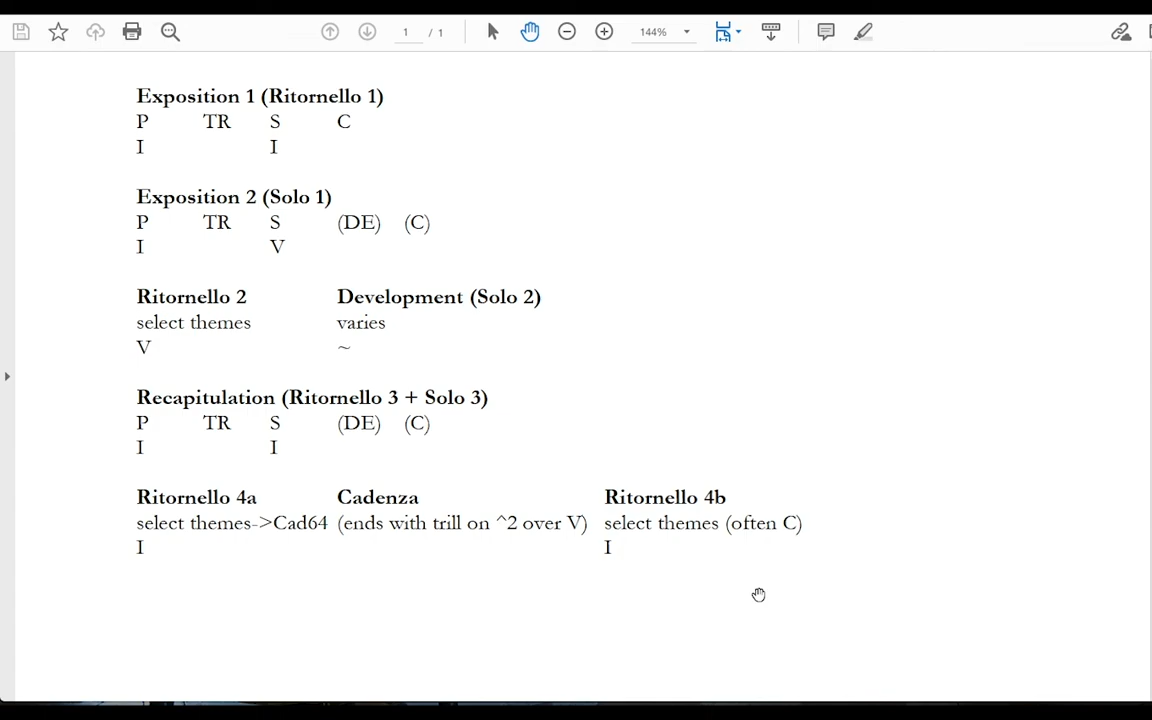 1 / 1 144%
Exposition 1 (Ritornello 1)
P TR S C
I I
Exposition 2 (Solo 1)
P TR S (DE) (C)
I V
Ritornello 2 Development (Solo 2)
select themes varies
V ~
Recapitulation (Ritornello 3 + Solo 3)
P TR S (DE) (C)
I I
Ritornello 4a Cadenza Ritornello 4b
select themes->Cad64 (ends with trill on ^2 over V) select themes (often C)
I I